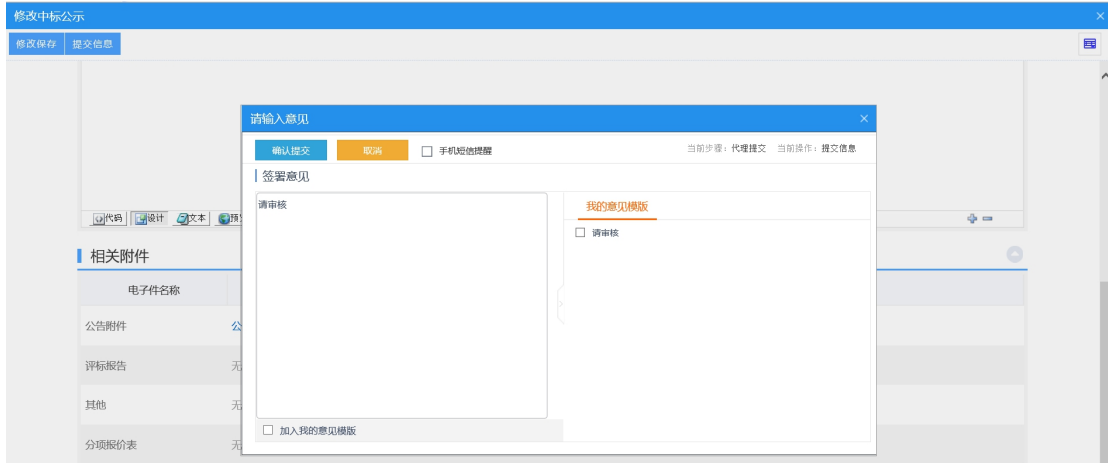 修改中标公示
修改保存 提交信息
请输入意见
确认提交 取消 手机短信提醒 当前步骤：代理提交 当前操作：提交信息
签署意见
请审核
我的意见模版
请审核
代码 设计 文本
相关附件
电子件名称
公告附件 公
评标报告 无
其他 无
加入我的意见模版
分项报价表 无